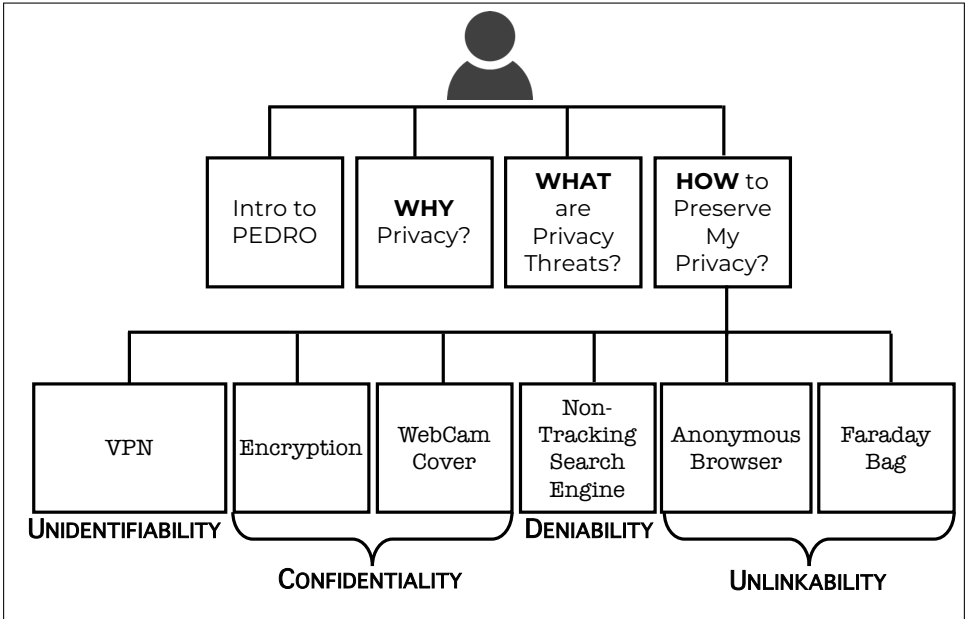 Intro to
PEDRO
WHY
Privacy?
WHAT
are
Privacy
Threats?
HOW to
Preserve
My
Privacy?
VPN
Encryption
WebCam
Cover
Non-
Tracking
Search
Engine
Anonymous
Browser
Faraday
Bag
UNIDENTIFIABILITY
CONFIDENTIALITY
DENIABILITY
UNLINKABILITY